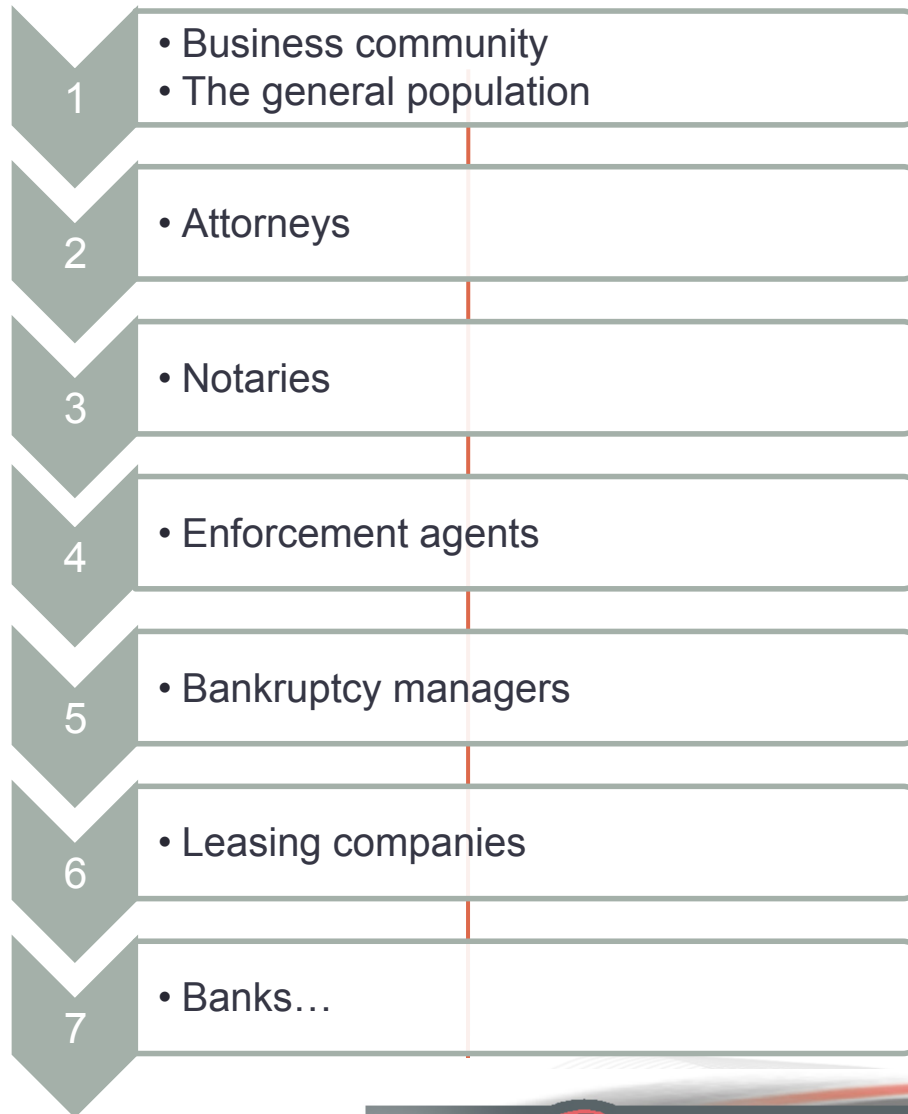 1
• Business community
• The general population
2
• Attorneys
3
• Notaries
4
• Enforcement agents
5
• Bankruptcy managers
6
• Leasing companies
7
• Banks…